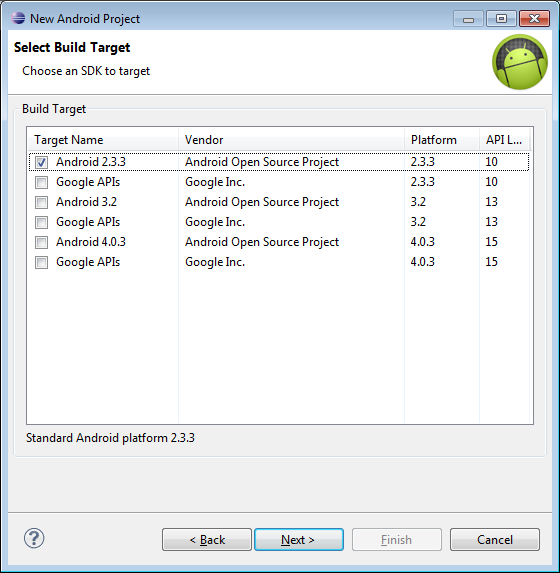 New Android Project
Select Build Target
Choose an SDK to target
Build Target
Target Name Vendor Platform API L...
Android 2.3.3 Android Open Source Project 2.3.3 10
Google APIs Google Inc. 2.3.3 10
Android 3.2 Android Open Source Project 3.2 13
Google APIs Google Inc. 3.2 13
Android 4.0.3 Android Open Source Project 4.0.3 15
Google APIs Google Inc. 4.0.3 15
Standard Android platform 2.3.3
? < Back Next > Finish Cancel